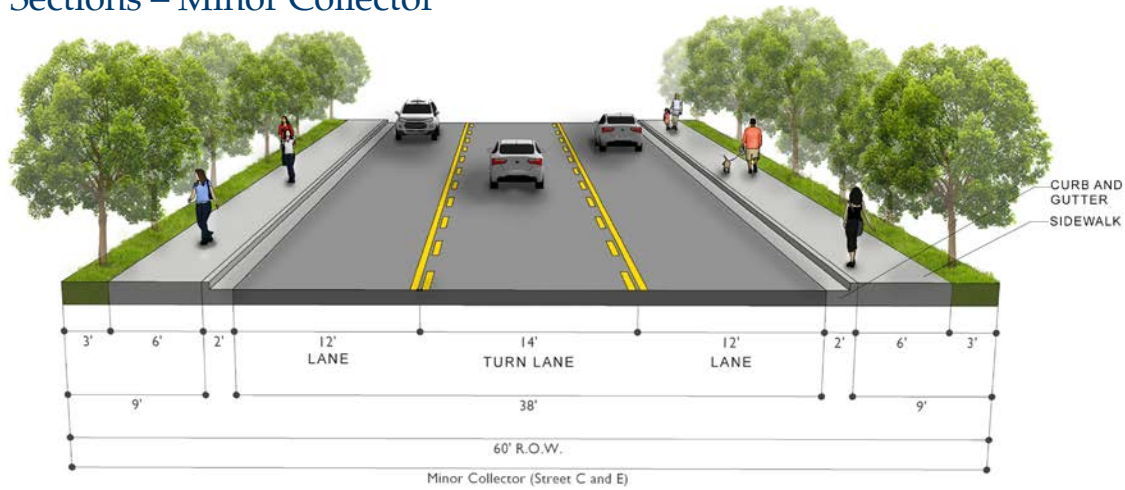 Sections – Minor Collector
CURB AND
GUTTER
SIDEWALK
3' 6' 2' 12' 14' 12' 2' 6' 3'
LANE TURN LANE LANE
9' 38' 9'
60' R.O.W.
Minor Collector (Street C and E)